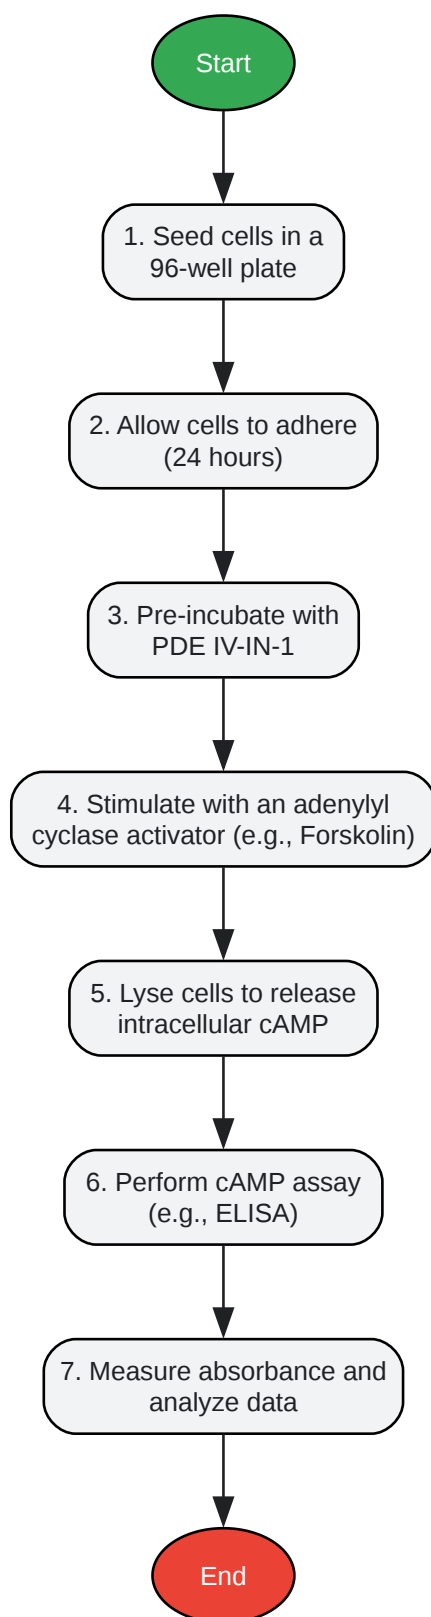 Start
1. Seed cells in a
96-well plate
2. Allow cells to adhere
(24 hours)
3. Pre-incubate with
PDE IV-IN-1
4. Stimulate with an adenylyl
cyclase activator (e.g., Forskolin)
5. Lyse cells to release
intracellular cAMP
6. Perform cAMP assay
(e.g., ELISA)
7. Measure absorbance and
analyze data
End